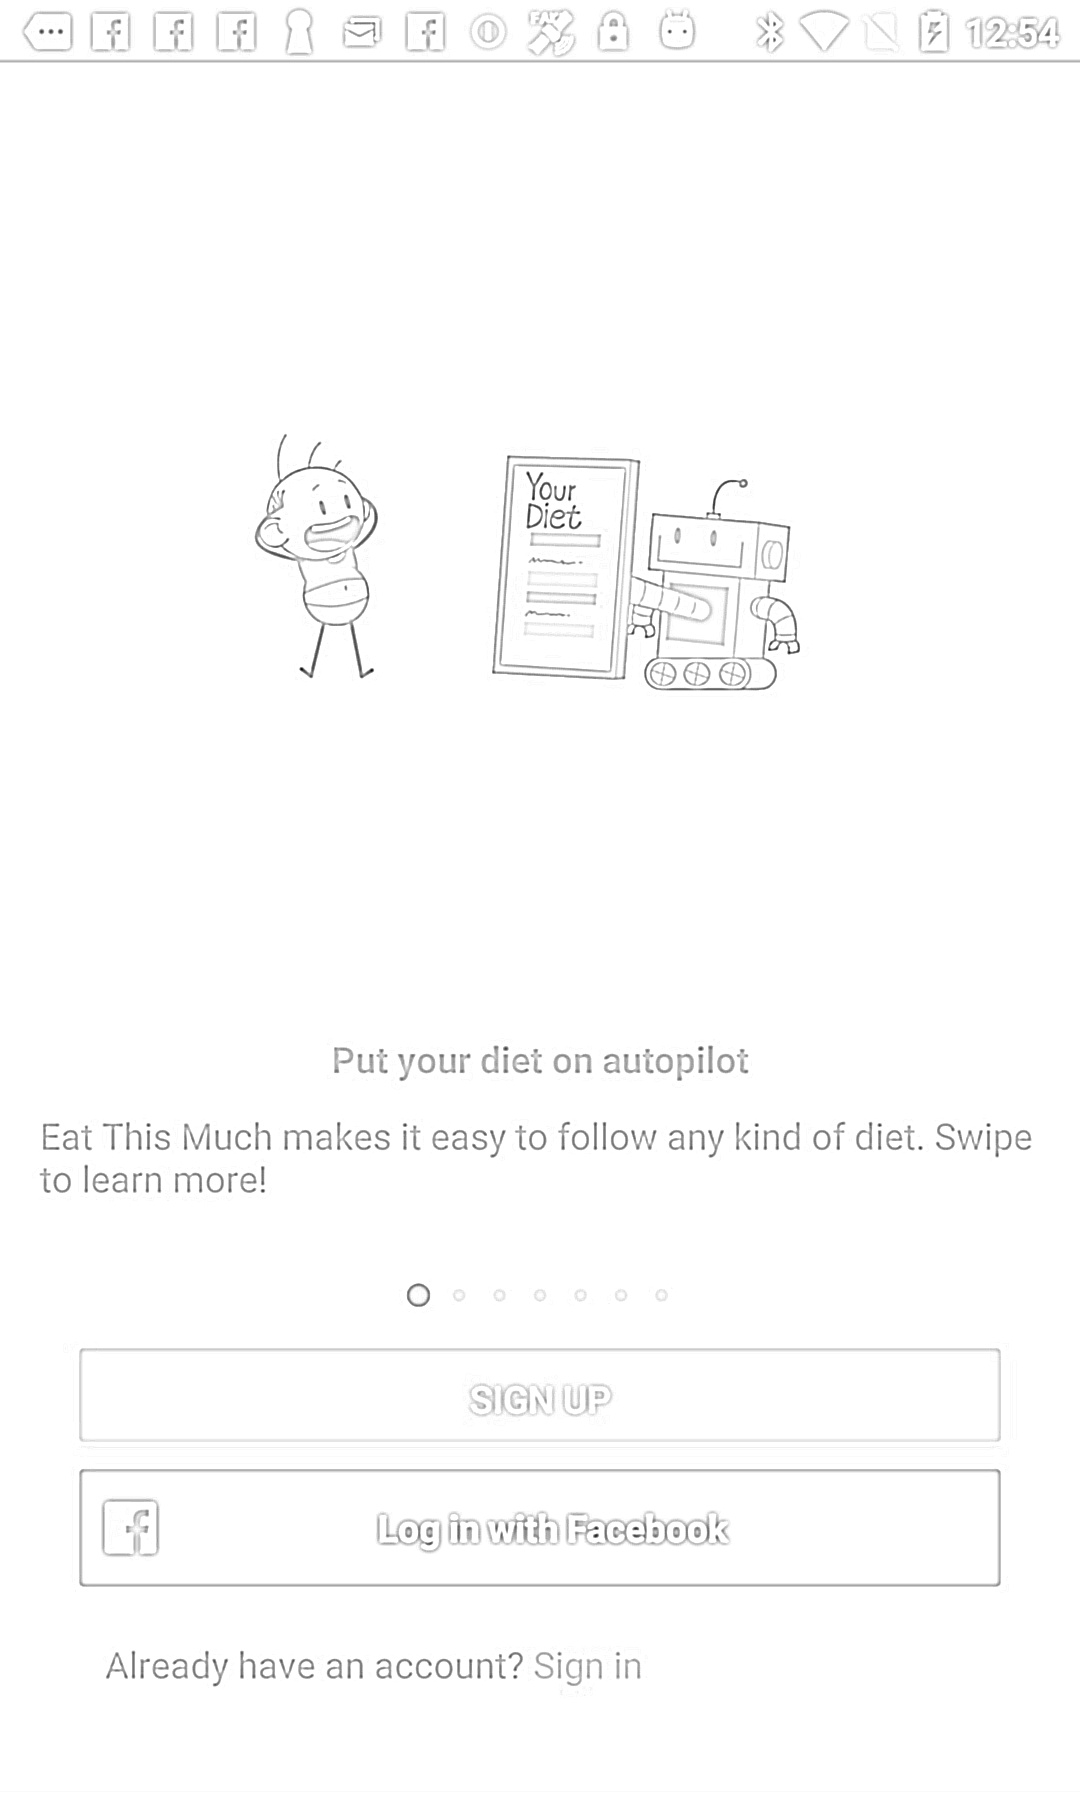 12:54
FAKE
Your
Diet
Put your diet on autopilot
Eat This Much makes it easy to follow any kind of diet. Swipe
to learn more!
SIGN UP
Log in with Facebook
Already have an account? Sign in